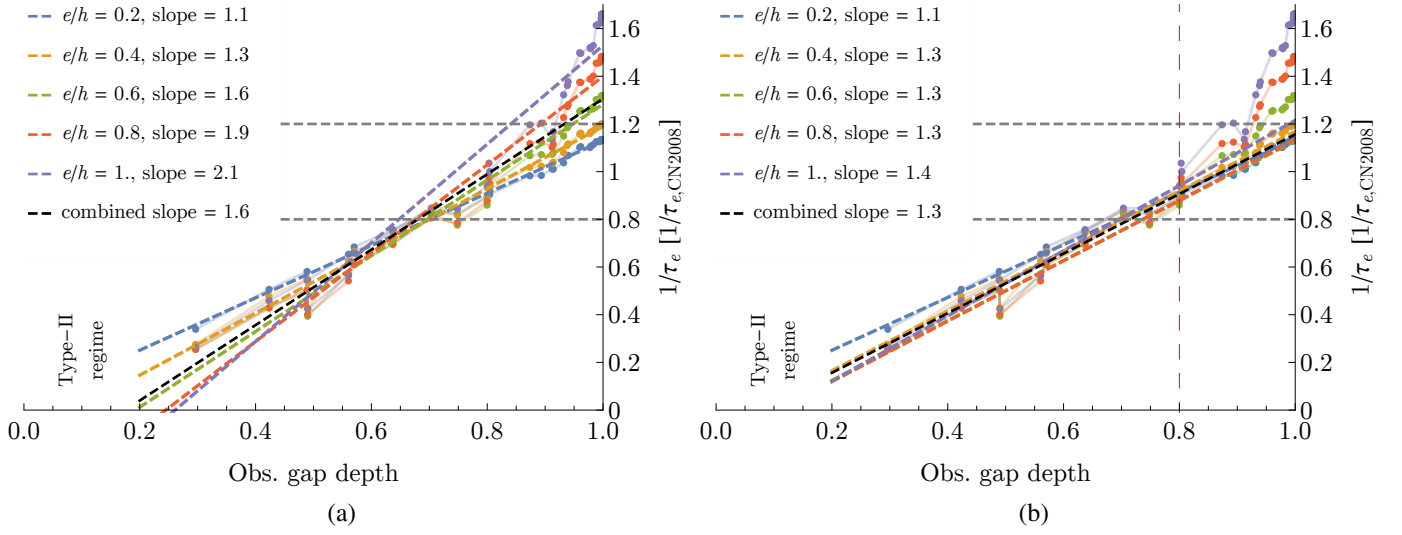 e/h = 0.2, slope = 1.1
e/h = 0.4, slope = 1.3
e/h = 0.6, slope = 1.6
e/h = 0.8, slope = 1.9
e/h = 1., slope = 2.1
combined slope = 1.6
Type-II
regime
1.6
1.4
1.2
1
0.8
0.6
0.4
0.2
0
1/τe [1/τe,CN2008]
0.0 0.2 0.4 0.6 0.8 1.0
Obs. gap depth
(a)
e/h = 0.2, slope = 1.1
e/h = 0.4, slope = 1.3
e/h = 0.6, slope = 1.3
e/h = 0.8, slope = 1.3
e/h = 1., slope = 1.4
combined slope = 1.3
Type-II
regime
1.6
1.4
1.2
1
0.8
0.6
0.4
0.2
0
1/τe [1/τe,CN2008]
0.0 0.2 0.4 0.6 0.8 1.0
Obs. gap depth
(b)